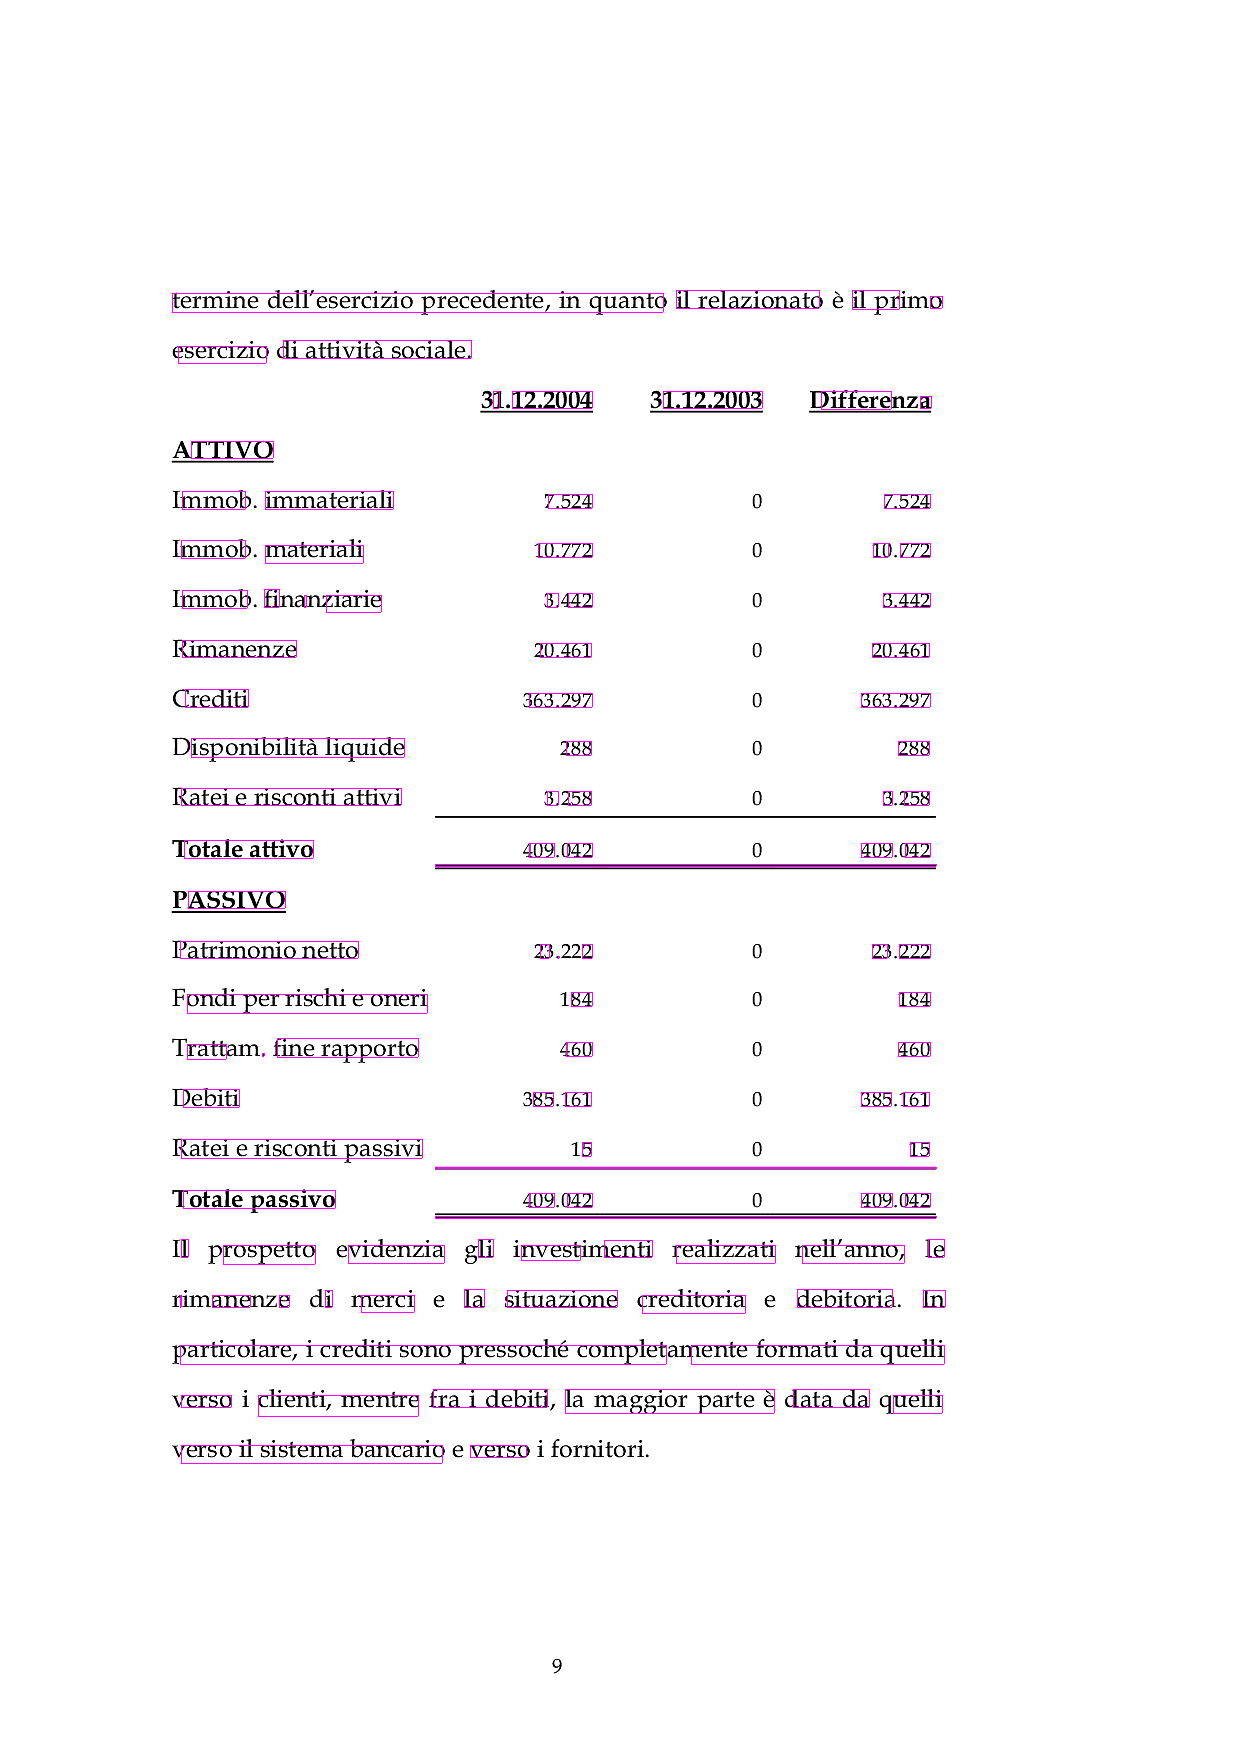 termine dell’esercizio precedente, in quanto il relazionato è il primo
esercizio di attività sociale.
31.12.2004 31.12.2003 Differenza
ATTIVO
Immob. immateriali 7.524 0 7.524
Immob. materiali 10.772 0 10.772
Immob. finanziarie 3.442 0 3.442
Rimanenze 20.461 0 20.461
Crediti 363.297 0 363.297
Disponibilità liquide 288 0 288
Ratei e risconti attivi 3.258 0 3.258
Totale attivo 409.042 0 409.042
PASSIVO
Patrimonio netto 23.222 0 23.222
Fondi per rischi e oneri 184 0 184
Trattam. fine rapporto 460 0 460
Debiti 385.161 0 385.161
Ratei e risconti passivi 15 0 15
Totale passivo 409.042 0 409.042
Il prospetto evidenzia gli investimenti realizzati nell’anno, le
rimanenze di merci e la situazione creditoria e debitoria. In
particolare, i crediti sono pressoché completamente formati da quelli
verso i clienti, mentre fra i debiti, la maggior parte è data da quelli
verso il sistema bancario e verso i fornitori.
9